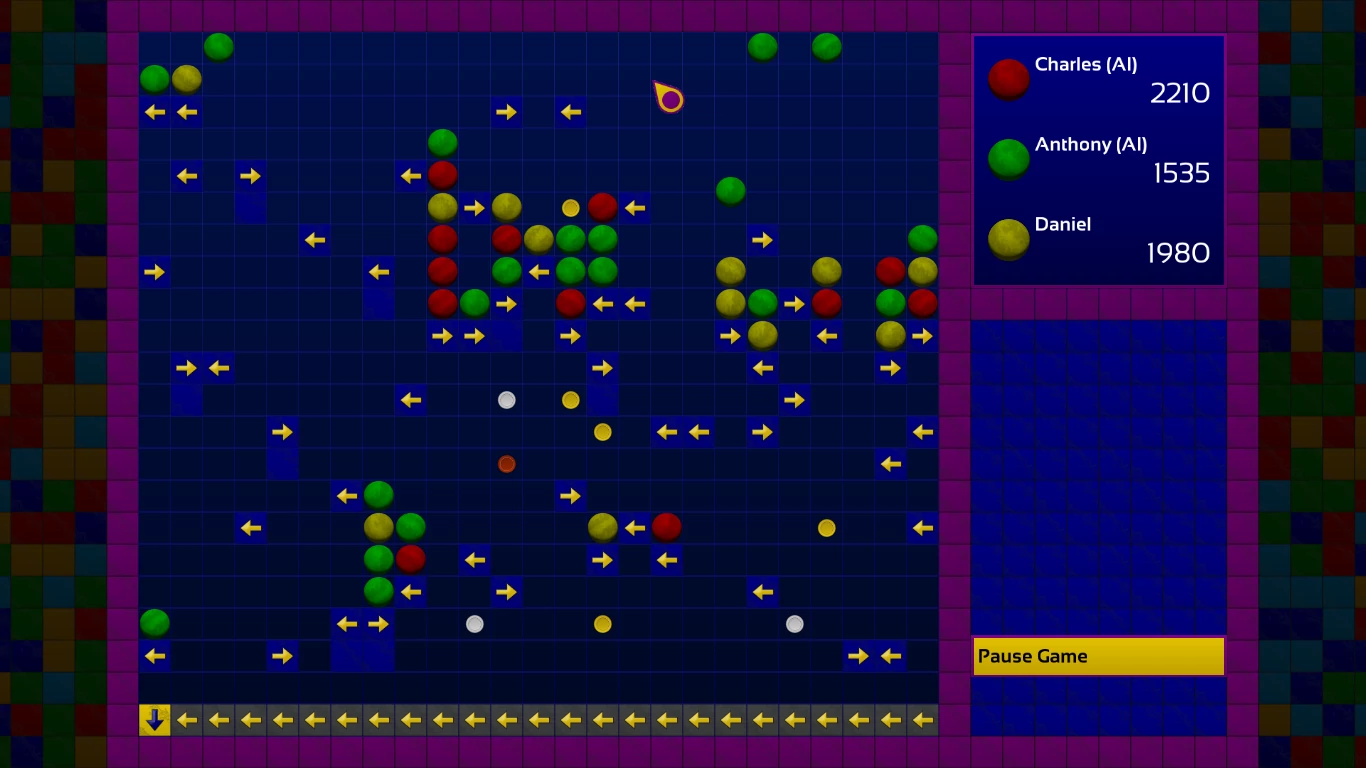 Charles (AI)
2210
Anthony (AI)
1535
Daniel
1980
Pause Game